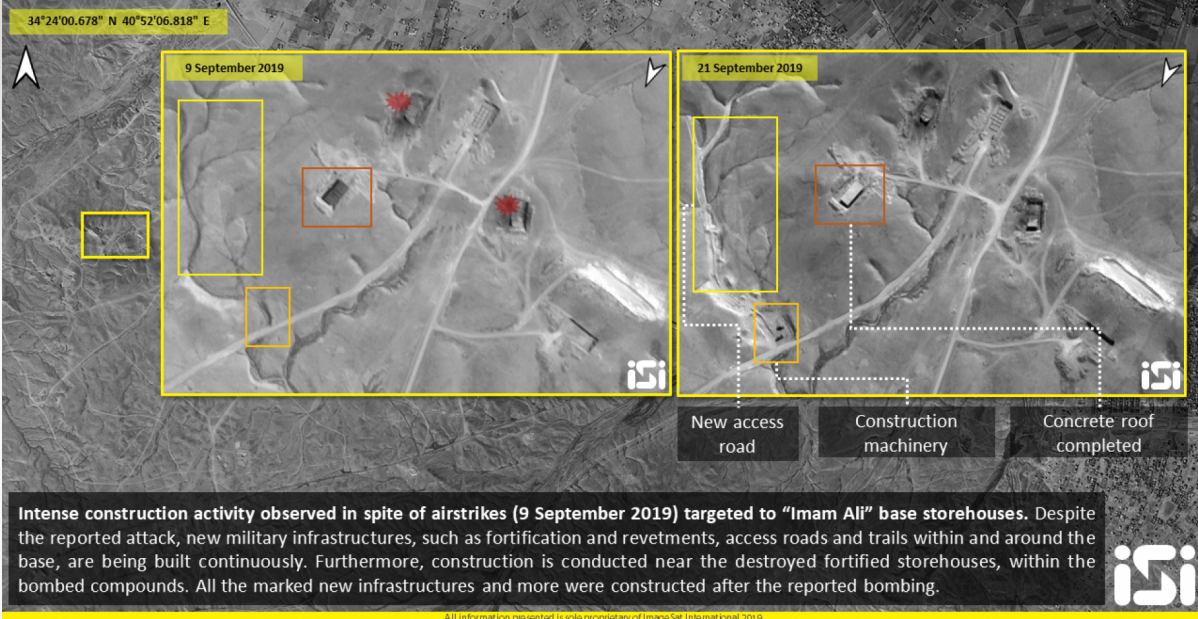 34°24'00.678" N 40°52'06.818" E
9 September 2019
21 September 2019
iSi
iSi
New access
road
Construction
machinery
Concrete roof
completed
Intense construction activity observed in spite of airstrikes (9 September 2019) targeted to “Imam Ali” base storehouses. Despite
the reported attack, new military infrastructures, such as fortification and revetments, access roads and trails within and around the
base, are being built continuously. Furthermore, construction is conducted near the destroyed fortified storehouses, within the
bombed compounds. All the marked new infrastructures and more were constructed after the reported bombing.
iSi
All information presented is sole proprietary of ImageSat International 2019